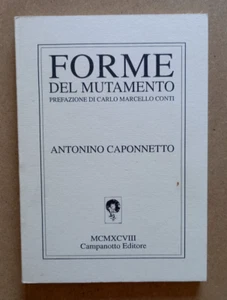 FORME
DEL MUTAMENTO
PREFAZIONE DI CARLO MARCELLO CONTI
ANTONINO CAPONNETTO
MCMXCVIII
Campanotto Editore